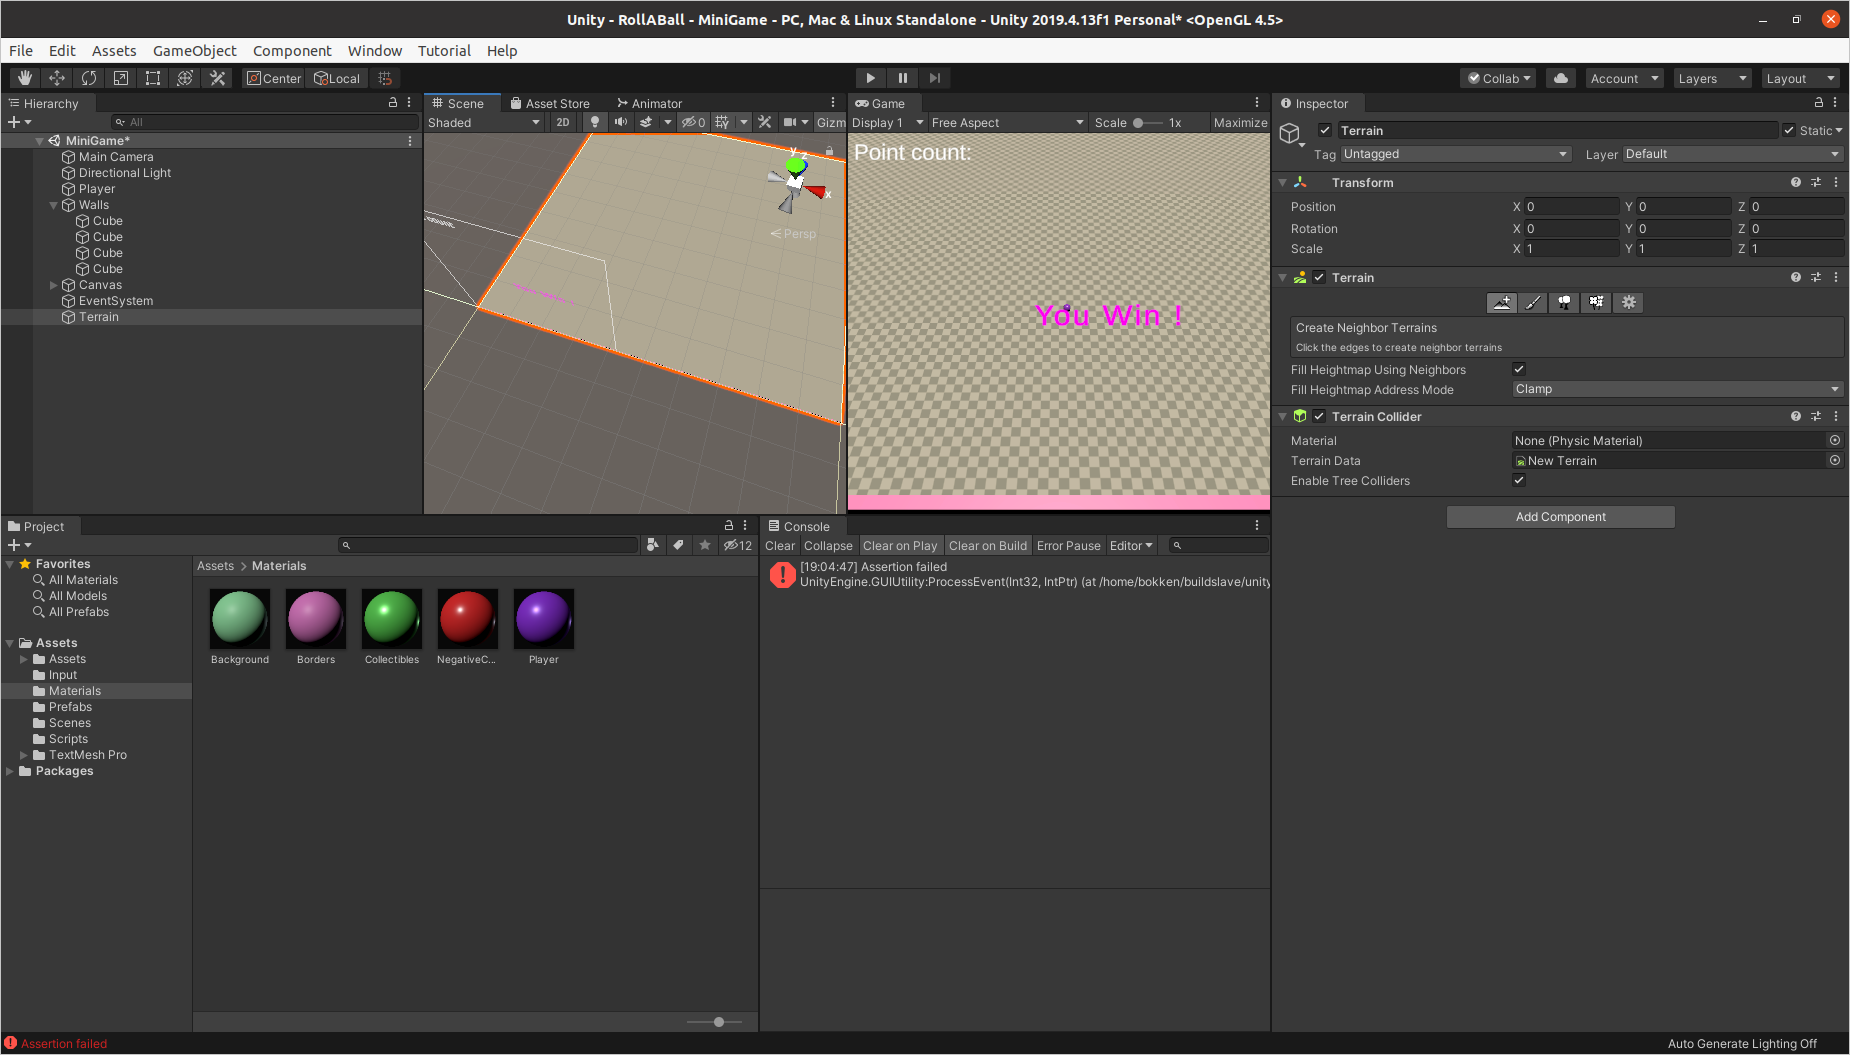 Unity - RollABall - MiniGame - PC, Mac & Linux Standalone - Unity 2019.4.13f1 Personal* <OpenGL 4.5>
File Edit Assets GameObject Component Window Tutorial Help
Center Local Collab Account Layers Layout
Hierarchy
All
MiniGame*
Main Camera
Directional Light
Player
Walls
Cube
Cube
Cube
Cube
Canvas
EventSystem
Terrain
Scene Asset Store Animator
Shaded 2D 0 Gizm
y
z
x
Persp
Game
Display 1 Free Aspect Scale 1x Maximize
Point count:
You Win !
Inspector
Terrain Static
Tag Untagged Layer Default
Transform
Position X 0 Y 0 Z 0
Rotation X 0 Y 0 Z 0
Scale X 1 Y 1 Z 1
Terrain
Create Neighbor Terrains
Click the edges to create neighbor terrains
Fill Heightmap Using Neighbors
Fill Heightmap Address Mode Clamp
Terrain Collider
Material None (Physic Material)
Terrain Data New Terrain
Enable Tree Colliders
Add Component
Project
12
Favorites
All Materials
All Models
All Prefabs
Assets
Assets
Input
Materials
Prefabs
Scenes
Scripts
TextMesh Pro
Packages
Assets > Materials
Background Borders Collectibles NegativeC... Player
Console
Clear Collapse Clear on Play Clear on Build Error Pause Editor
[19:04:47] Assertion failed
UnityEngine.GUIUtility:ProcessEvent(Int32, IntPtr) (at /home/bokken/buildslave/unity
Assertion failed
Auto Generate Lighting Off